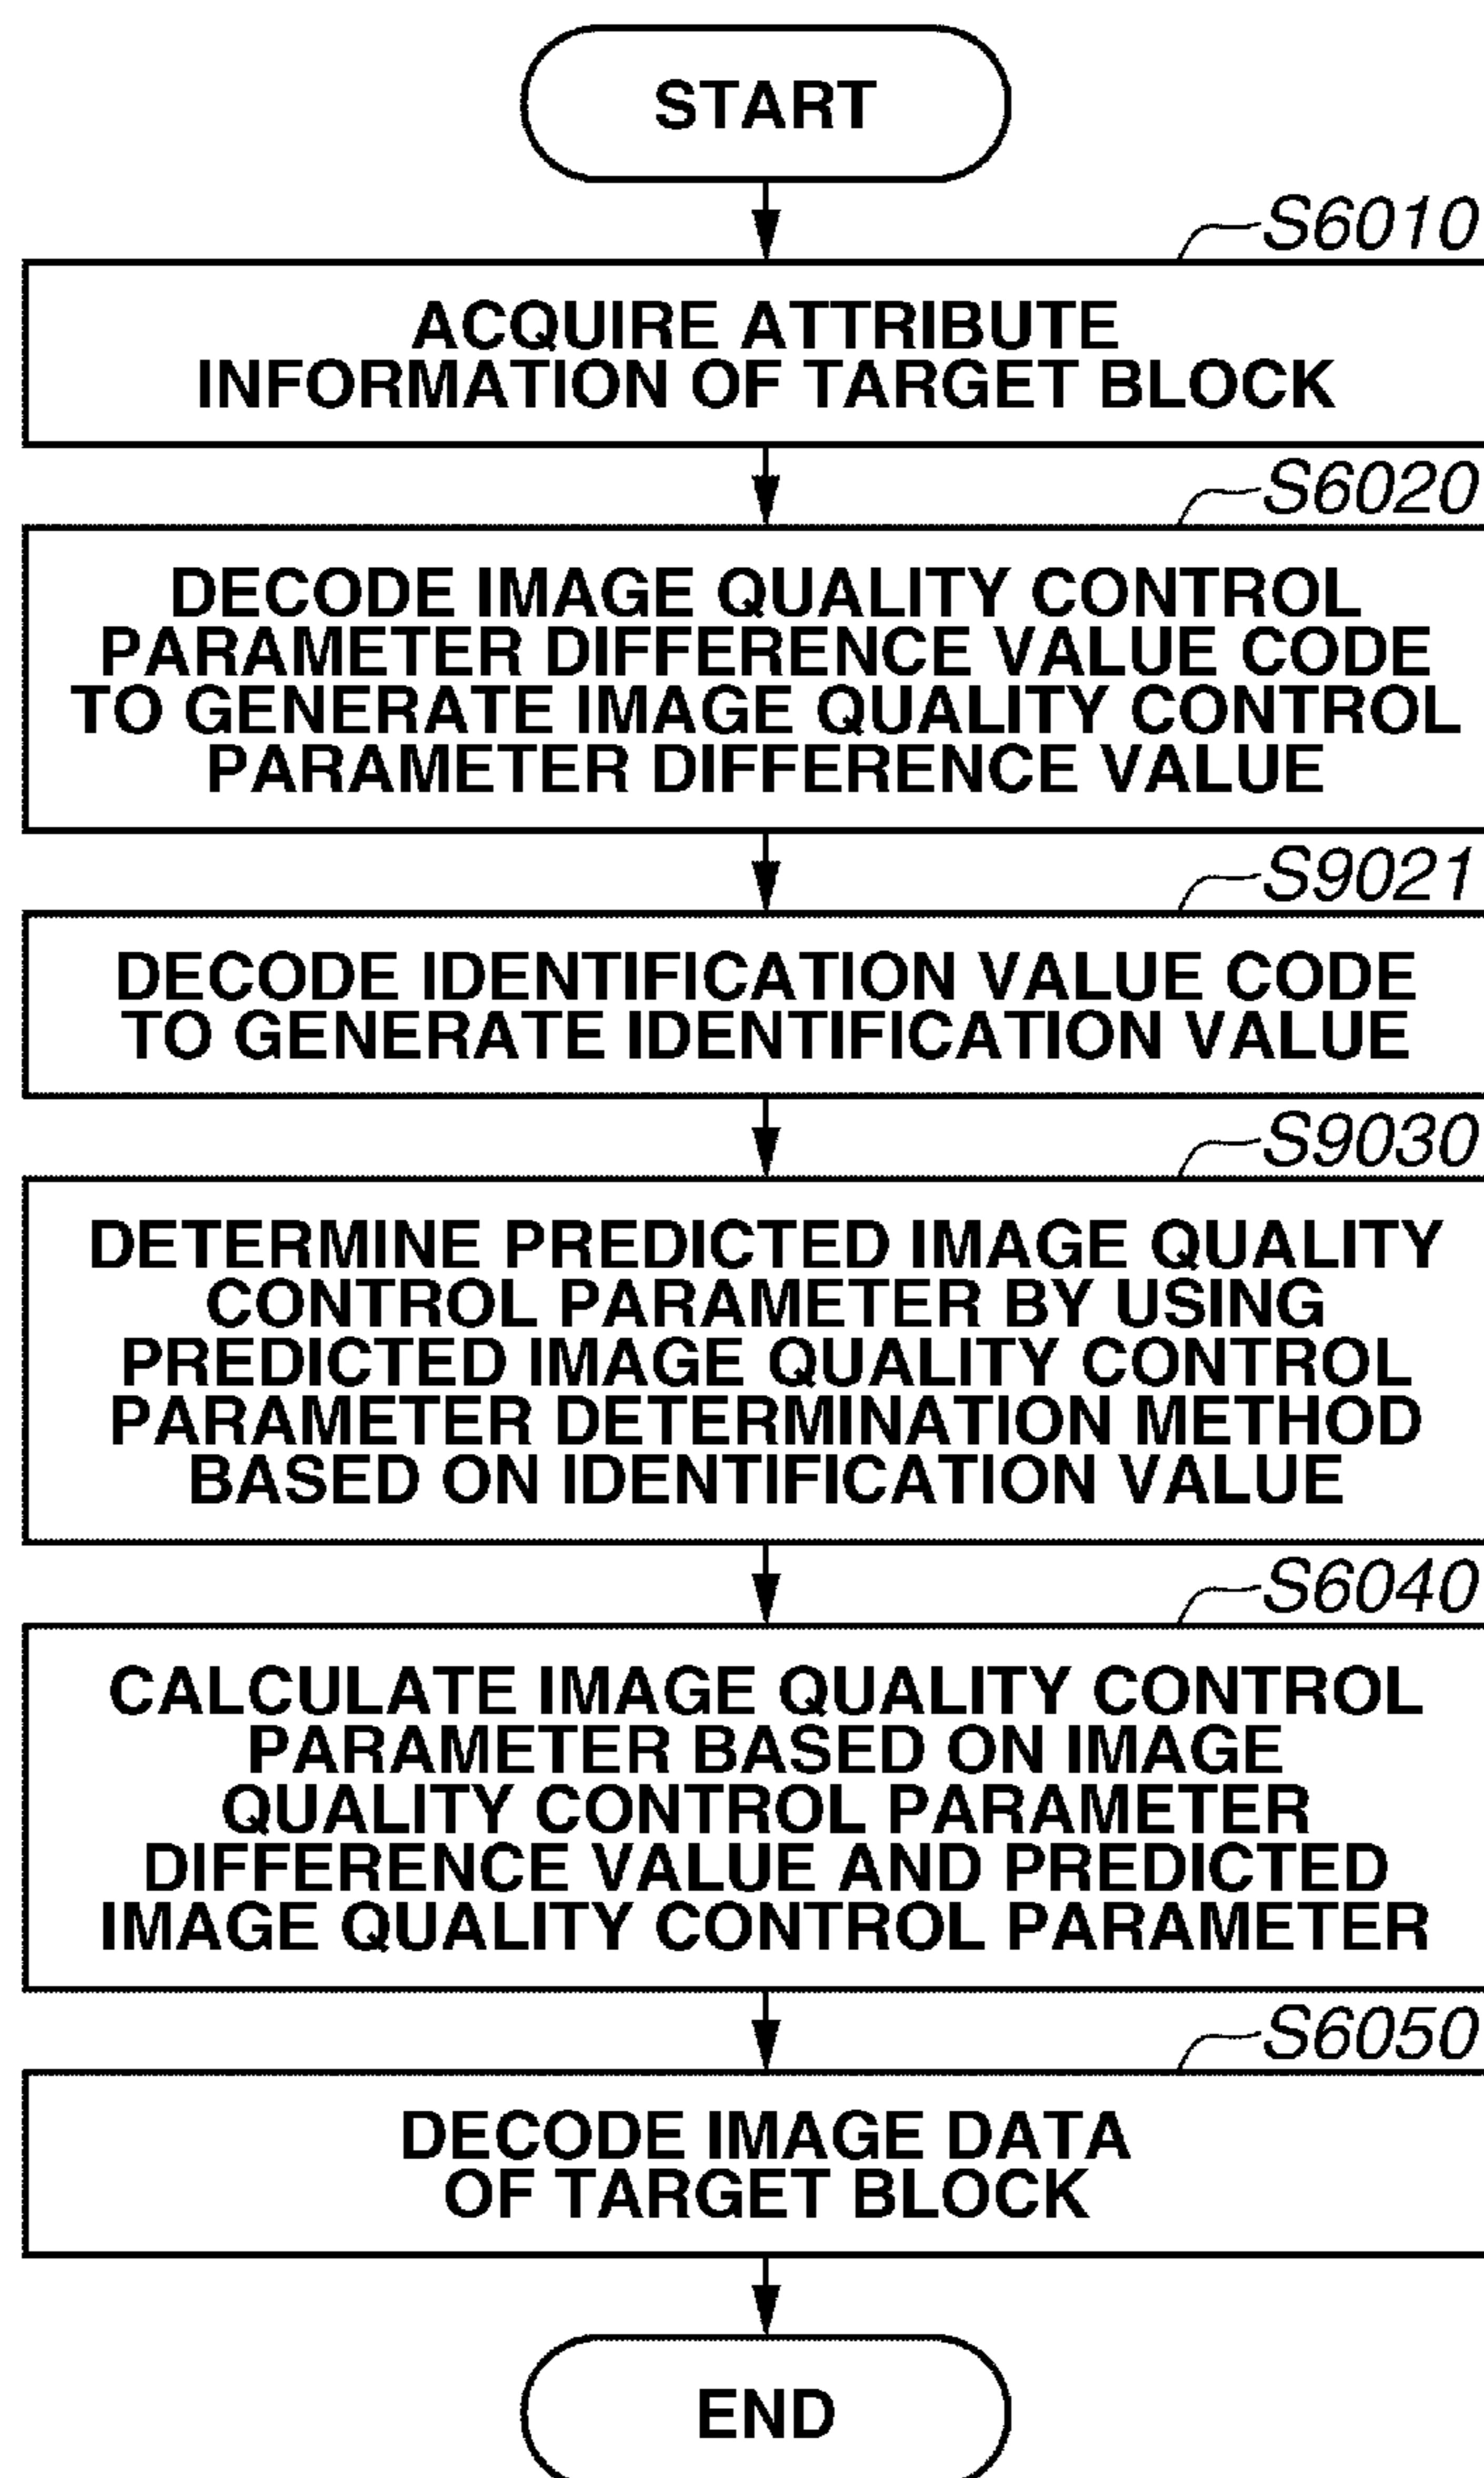 START
S6010
ACQUIRE ATTRIBUTE
INFORMATION OF TARGET BLOCK
S6020
DECODE IMAGE QUALITY CONTROL
PARAMETER DIFFERENCE VALUE CODE
TO GENERATE IMAGE QUALITY CONTROL
PARAMETER DIFFERENCE VALUE
S9021
DECODE IDENTIFICATION VALUE CODE
TO GENERATE IDENTIFICATION VALUE
S9030
DETERMINE PREDICTED IMAGE QUALITY
CONTROL PARAMETER BY USING
PREDICTED IMAGE QUALITY CONTROL
PARAMETER DETERMINATION METHOD
BASED ON IDENTIFICATION VALUE
S6040
CALCULATE IMAGE QUALITY CONTROL
PARAMETER BASED ON IMAGE
QUALITY CONTROL PARAMETER
DIFFERENCE VALUE AND PREDICTED
IMAGE QUALITY CONTROL PARAMETER
S6050
DECODE IMAGE DATA
OF TARGET BLOCK
END